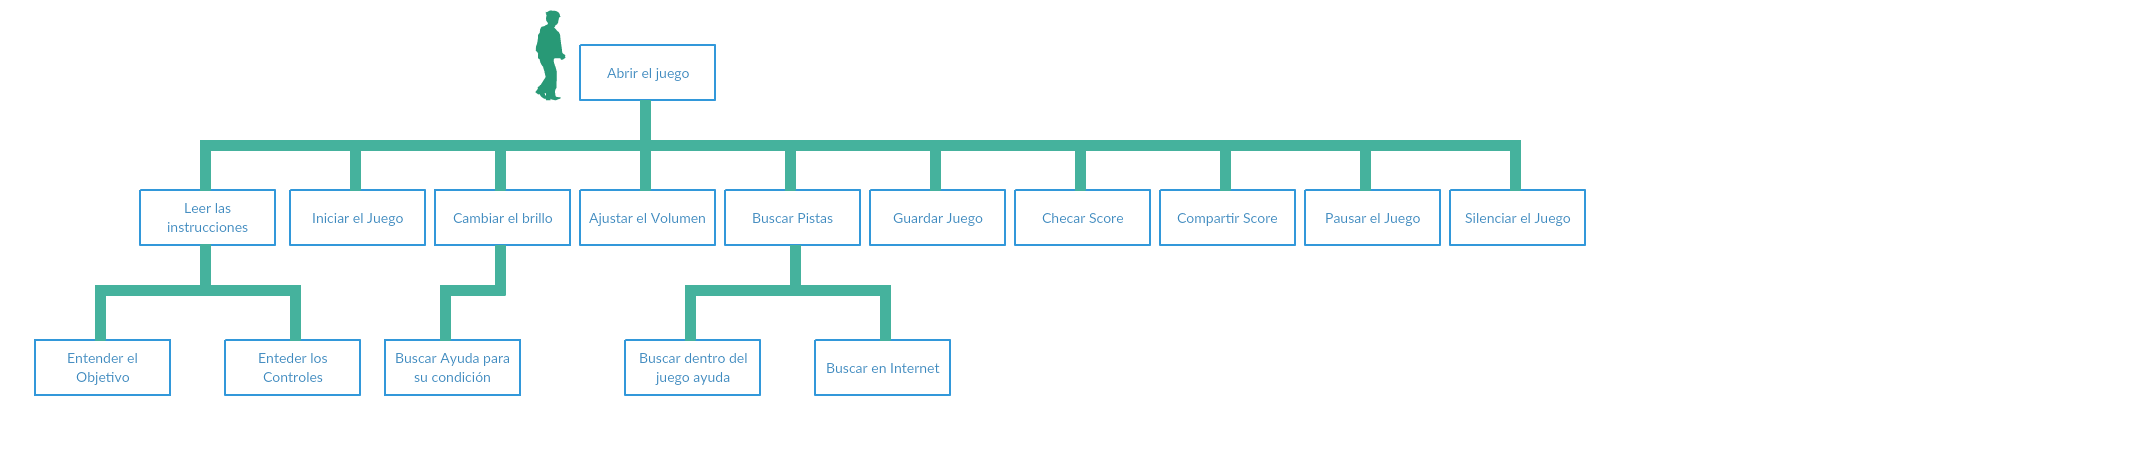 Abrir el juego
Leer las
instrucciones
Iniciar el Juego
Cambiar el brillo
Ajustar el Volumen
Buscar Pistas
Guardar Juego
Checar Score
Compartir Score
Pausar el Juego
Silenciar el Juego
Entender el
Objetivo
Enteder los
Controles
Buscar Ayuda para
su condición
Buscar dentro del
juego ayuda
Buscar en Internet